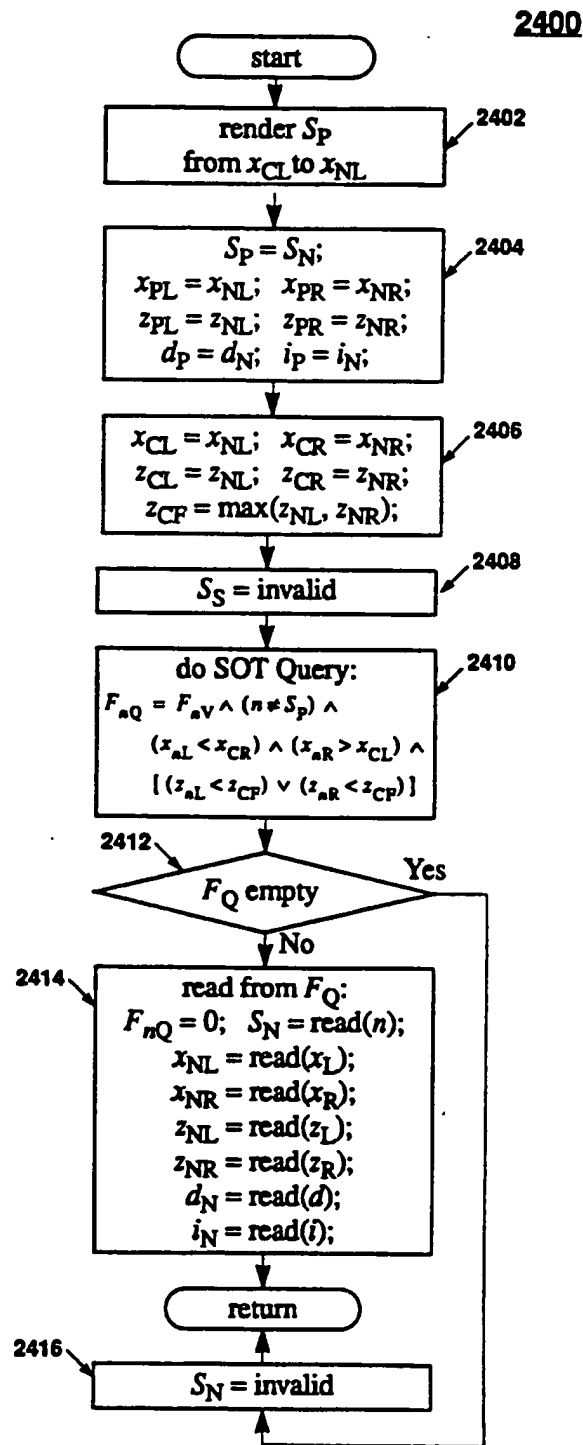 2400
start
2402
render S_P
from x_CL to x_NL
2404
S_P = S_N;
x_PL = x_NL; x_PR = x_NR;
z_PL = z_NL; z_PR = z_NR;
d_P = d_N; i_P = i_N;
2406
x_CL = x_NL; x_CR = x_NR;
z_CL = z_NL; z_CR = z_NR;
z_CF = max(z_NL, z_NR);
2408
S_S = invalid
2410
do SOT Query:
F_nQ = F_nV ∧ (n ≠ S_P) ∧
(x_nL < x_CR) ∧ (x_nR > x_CL) ∧
[(z_nL < z_CF) ∨ (z_nR < z_CF)]
2412
Yes
F_Q empty
No
2414
read from F_Q:
F_nQ = 0; S_N = read(n);
x_NL = read(x_L);
x_NR = read(x_R);
z_NL = read(z_L);
z_NR = read(z_R);
d_N = read(d);
i_N = read(i);
return
2416
S_N = invalid